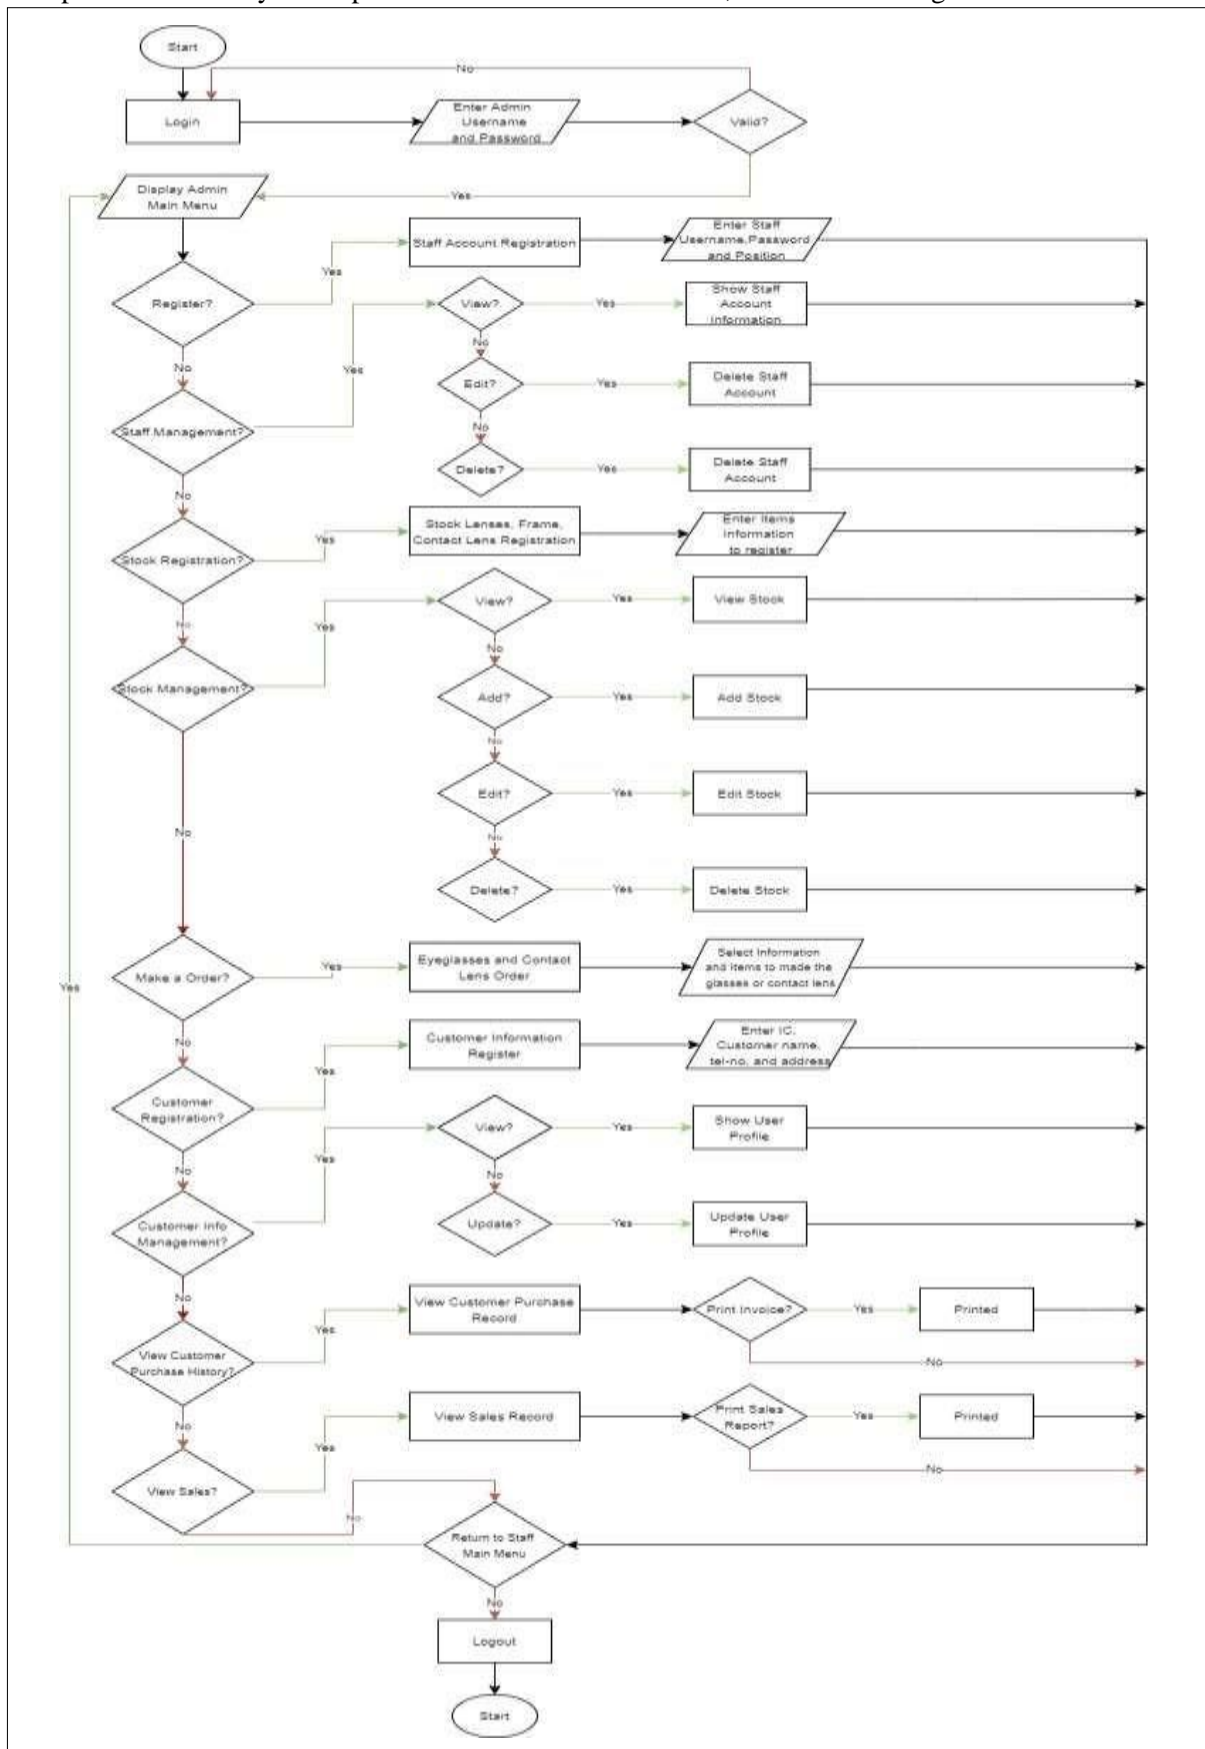 Start
No
Login
Enter Admin
Username
and Password
Valid?
Display Admin
Main Menu
Yes
Staff Account Registration
Enter Staff
Username,Password
and Position
Yes
Register?
View?
Yes
Show Staff
Account
Information
No
No
Yes
Edit?
Yes
Delete Staff
Account
Staff Management?
No
Delete?
Yes
Delete Staff
Account
No
Stock Lenses, Frame,
Contact Lens Registration
Enter Items
Information
to register
Yes
Stock Registration?
View?
Yes
View Stock
No
Yes
No
Stock Management?
Add?
Yes
Add Stock
No
Edit?
Yes
Edit Stock
No
No
Delete?
Yes
Delete Stock
Make a Order?
Yes
Eyeglasses and Contact
Lens Order
Select Information
and items to made the
glasses or contact lens
Yes
No
Customer Information
Register
Enter IC,
Customer name,
tel-no, and address
Yes
Customer
Registration?
View?
Yes
Show User
Profile
No
Yes
No
Customer Info
Management?
Update?
Yes
Update User
Profile
No
View Customer Purchase
Record
Print Invoice?
Yes
Printed
Yes
View Customer
Purchase History?
No
No
View Sales Record
Print Sales
Report?
Yes
Printed
Yes
No
View Sales?
No
Return to Staff
Main Menu
No
Logout
Start